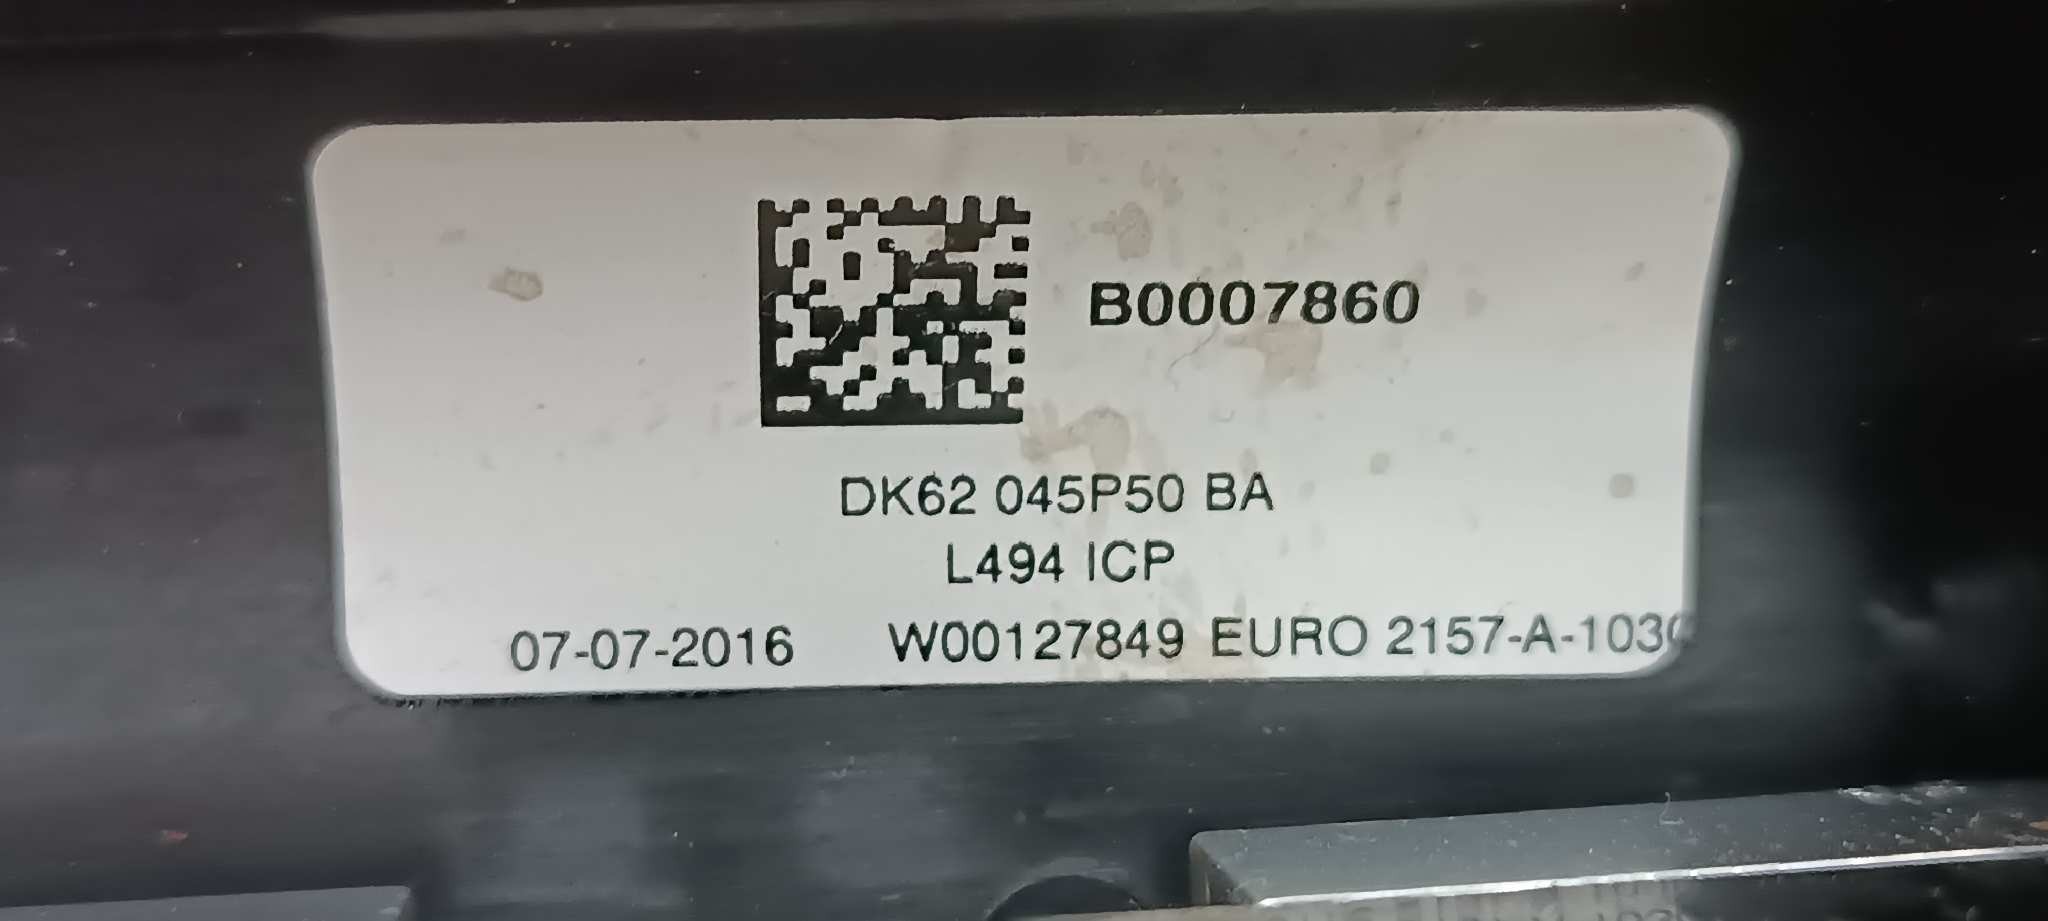 B0007860
DK62 045P50 BA
L494 ICP
07-07-2016 W00127849 EURO 2157-A-103